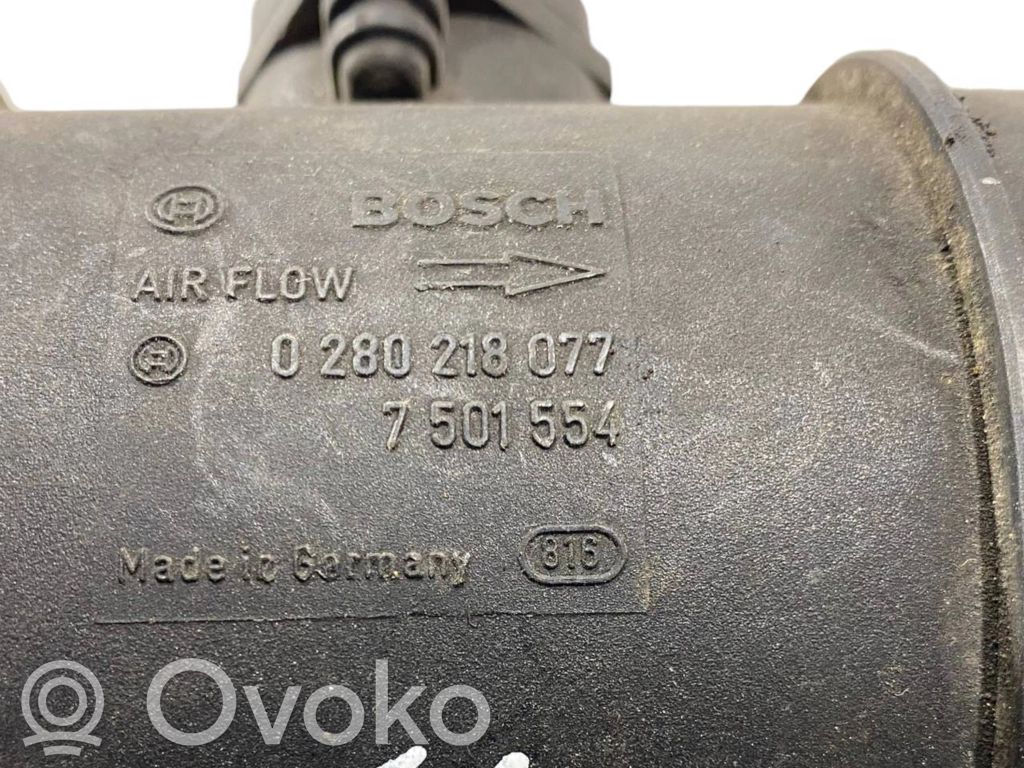 BOSCH
AIR FLOW
0 280 218 077
7 501 554
Made in Germany 816
Ovoko